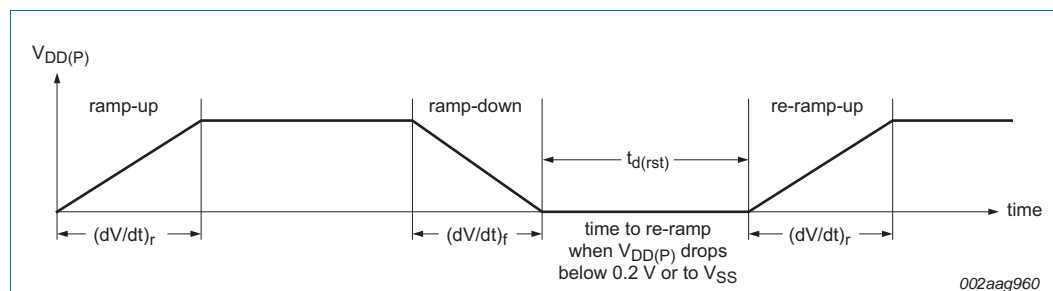 V_DD(P)
ramp-up
ramp-down
re-ramp-up
t_d(rst)
time
(dV/dt)_r
(dV/dt)_f
time to re-ramp
when V_DD(P) drops
below 0.2 V or to V_SS
(dV/dt)_r
002aag960